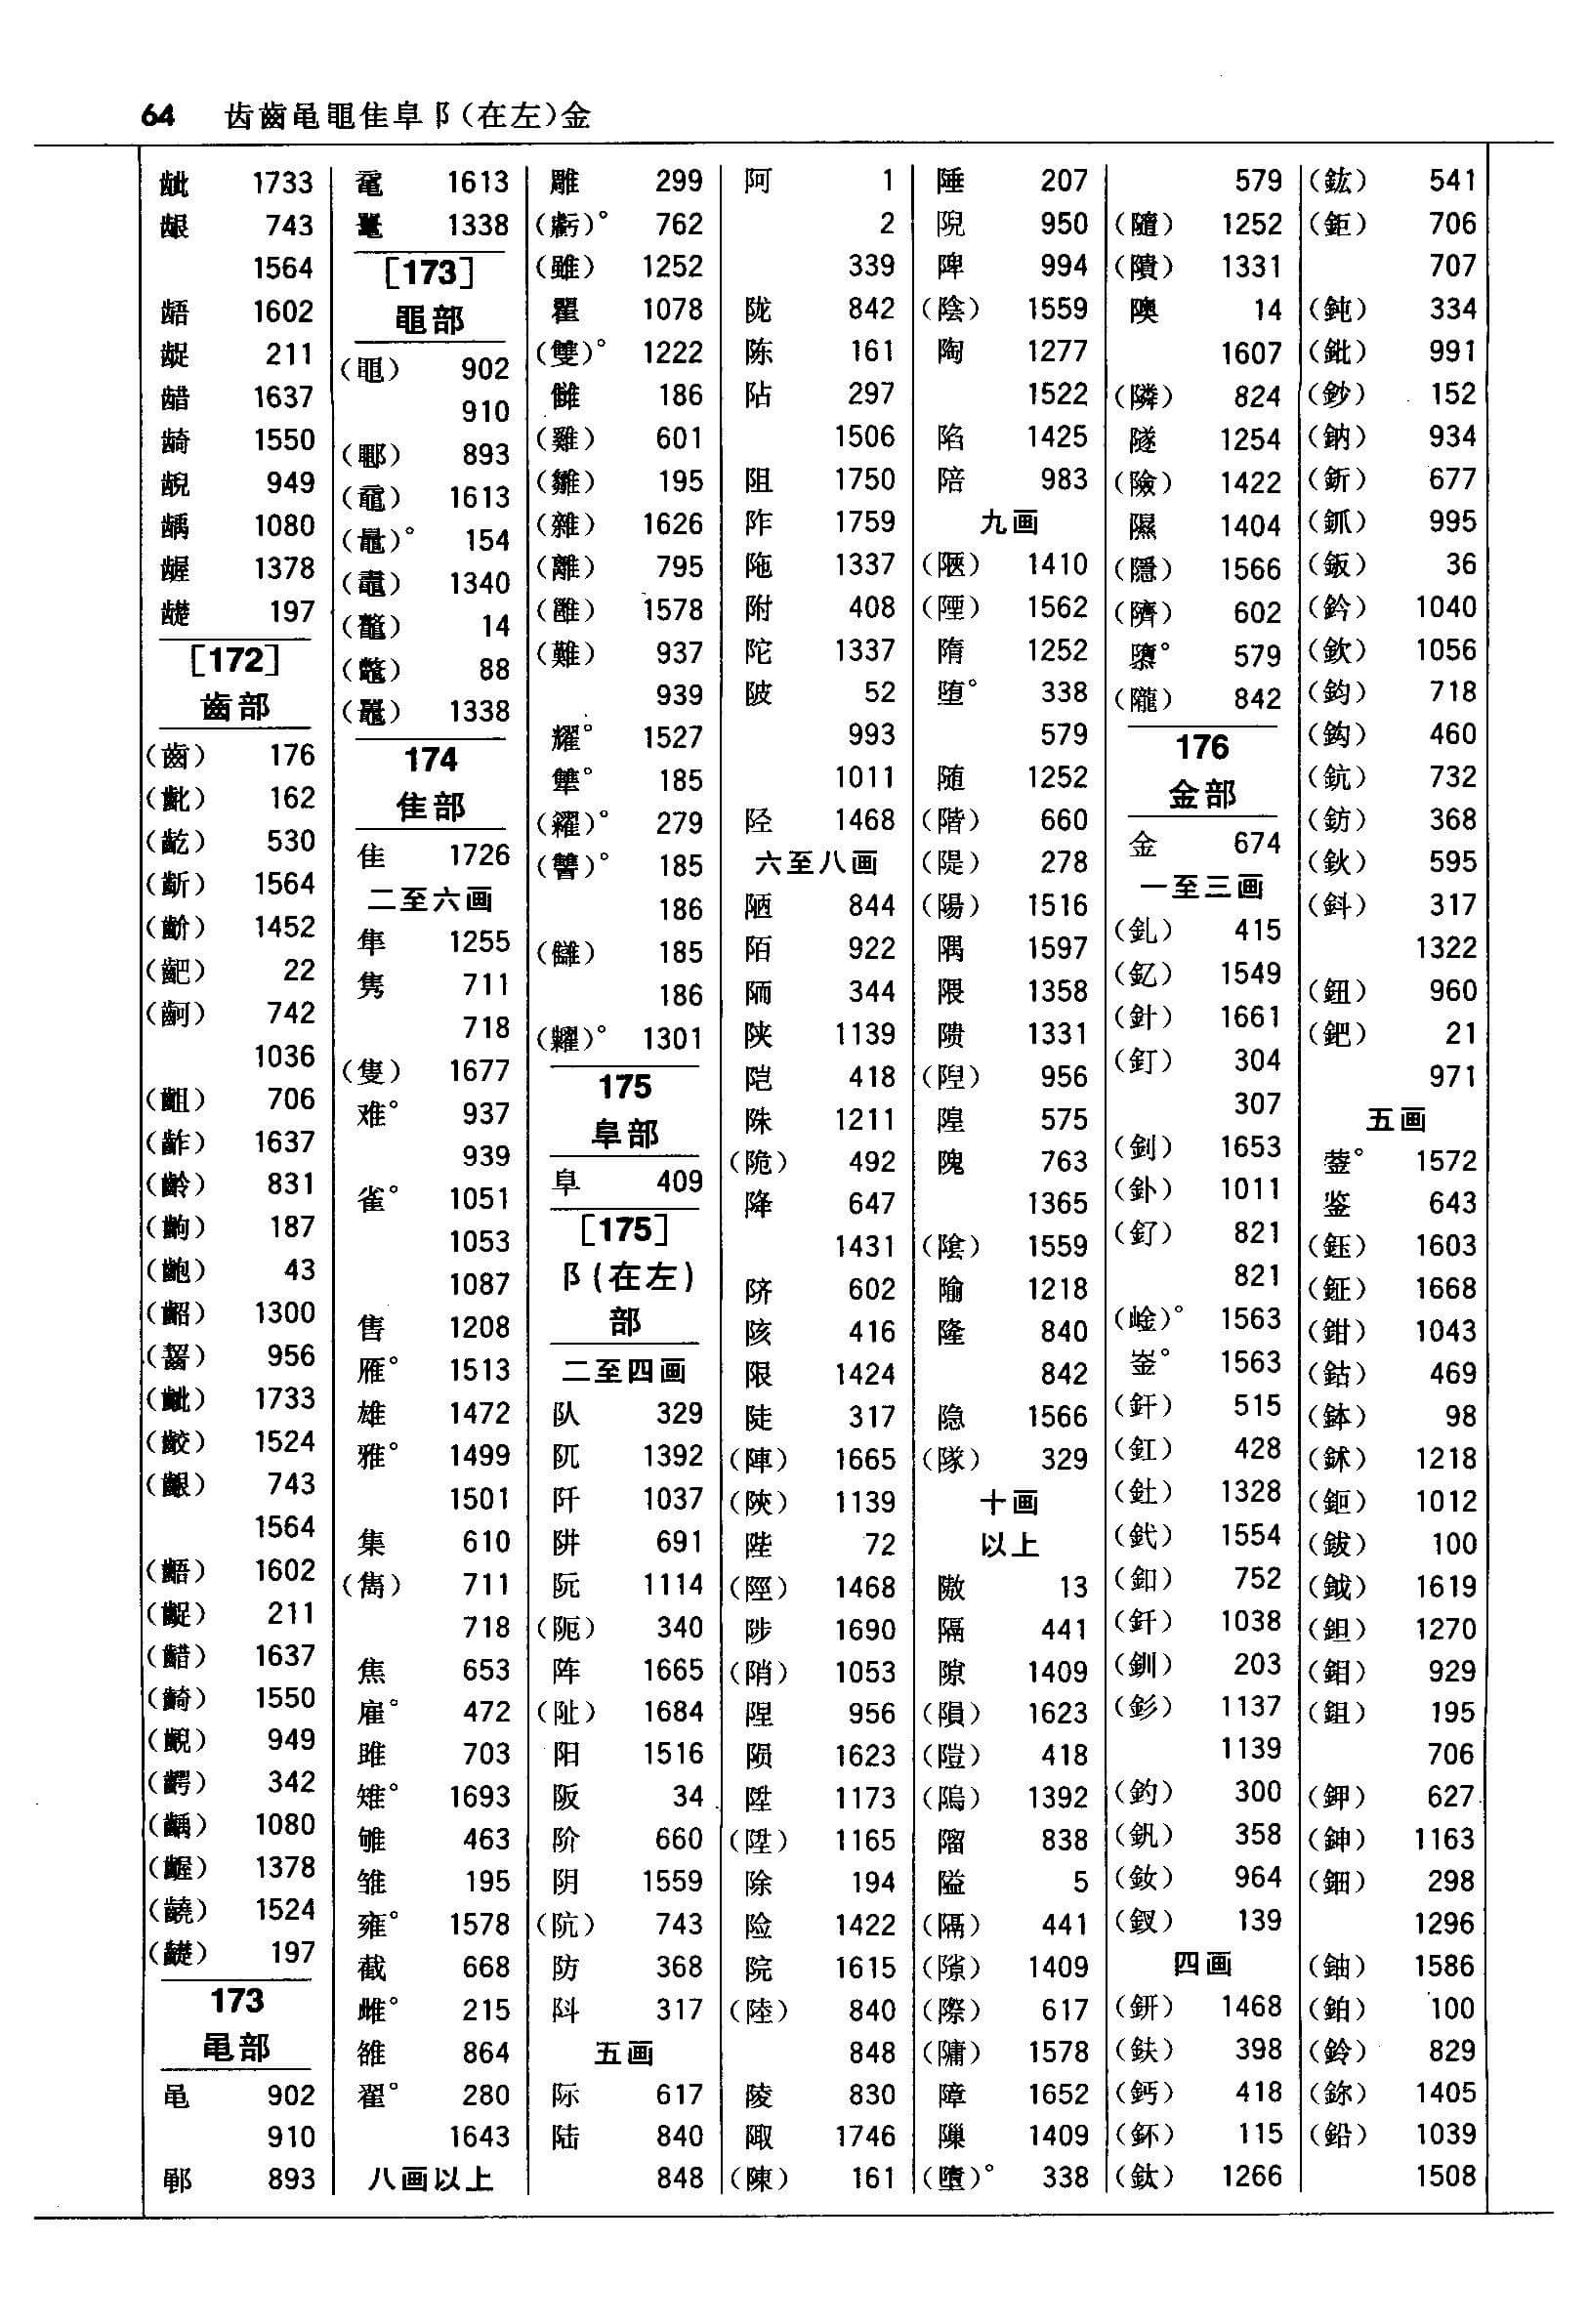 64 齿齒黾黽隹阜阝(在左)金
龇 1733
龈 743
1564
龉 1602
龊 211
龃 1637
齮 1550
齯 949
龋 1080
龌 1378
齼 197
[172]
齒部
(齒) 176
(齔) 162
(齕) 530
(齗) 1564
(齘) 1452
(齙) 22
(齣) 742
1036
(齟) 706
(齚) 1637
(齡) 831
(齣) 187
(齙) 43
(齠) 1300
(齧) 956
(齜) 1733
(齩) 1524
(齦) 743
1564
(齬) 1602
(齪) 211
(齰) 1637
(齮) 1550
(齯) 949
(齶) 342
(齲) 1080
(齷) 1378
(齾) 1524
(齼) 197
173
黾部
黾 902
910
鄳 893
鼋 1613
鼍 1338
[173]
黽部
(黽) 902
910
(鄳) 893
(黿) 1613
(鼂)° 154
(鼃) 1340
(鼇) 14
(鼈) 88
(鼉) 1338
174
隹部
隹 1726
二至六画
隼 1255
隽 711
718
(隻) 1677
难° 937
939
雀° 1051
1053
1087
售 1208
雁° 1513
雄 1472
雅° 1499
1501
集 610
(雋) 711
718
焦 653
雇° 472
雎 703
雉° 1693
雊 463
雏 195
雍° 1578
截 668
雌° 215
雒 864
翟° 280
1643
八画以上
雕 299
(虧)° 762
(雖) 1252
瞿 1078
(雙)° 1222
雠 186
(雞) 601
(雛) 195
(雜) 1626
(離) 795
(雝) 1578
(難) 937
939
耀° 1527
犨° 185
(糴)° 279
(讐)° 185
186
(讎) 185
186
(糶)° 1301
175
阜部
阜 409
[175]
阝(在左)
部
二至四画
队 329
阢 1392
阡 1037
阱 691
阮 1114
(阨) 340
阵 1665
(阯) 1684
阳 1516
阪 34
阶 660
阴 1559
(阬) 743
防 368
阧 317
五画
际 617
陆 840
848
阿 1
2
339
陇 842
陈 161
阽 297
1506
阻 1750
阼 1759
陁 1337
附 408
陀 1337
陂 52
993
1011
陉 1468
六至八画
陋 844
陌 922
陑 344
陕 1139
陔 418
陎 1211
(陒) 492
降 647
1431
陏 602
陔 416
限 1424
陡 317
(陣) 1665
(陝) 1139
陛 72
(陘) 1468
陟 1690
(陗) 1053
陧 956
陨 1623
陞 1173
(陞) 1165
除 194
险 1422
院 1615
(陸) 840
848
陵 830
陬 1746
(陳) 161
陲 207
陒 950
陴 994
(陰) 1559
陶 1277
1522
陷 1425
陪 983
九画
(陿) 1410
(陻) 1562
隋 1252
堕° 338
579
随 1252
(階) 660
(隄) 278
(陽) 1516
隅 1597
隈 1358
隤 1331
(隉) 956
隍 575
隗 763
1365
(隂) 1559
隃 1218
隆 840
842
隐 1566
(隊) 329
十画
以上
隞 13
隔 441
隙 1409
(隕) 1623
(隑) 418
(隖) 1392
隝 838
隘 5
(隔) 441
(隙) 1409
(際) 617
(鄘) 1578
障 1652
隟 1409
(墮)° 338
579
(隨) 1252
(隤) 1331
隩 14
1607
(隣) 824
隧 1254
(險) 1422
隰 1404
(隱) 1566
(隮) 602
隳° 579
(隴) 842
176
金部
金 674
一至三画
(釓) 415
(釔) 1549
(針) 1661
(釘) 304
307
(釗) 1653
(釙) 1011
(釕) 821
821
(崯)° 1563
崟° 1563
(釬) 515
(釭) 428
(釷) 1328
(釴) 1554
(釦) 752
(釺) 1038
(釧) 203
(釤) 1137
1139
(釣) 300
(釩) 358
(釹) 964
(釵) 139
四画
(鈃) 1468
(鈇) 398
(鈣) 418
(鈈) 115
(鈦) 1266
(鈜) 541
(鉅) 706
707
(鈍) 334
(鈚) 991
(鈔) 152
(鈉) 934
(釿) 677
(釽) 995
(鈑) 36
(鈐) 1040
(欽) 1056
(鈞) 718
(鈎) 460
(鈧) 732
(鈁) 368
(鈥) 595
(鈄) 317
1322
(鈕) 960
(鈀) 21
971
五画
蓥° 1572
鉴 643
(鈺) 1603
(鉦) 1668
(鉗) 1043
(鈷) 469
(鉢) 98
(鉥) 1218
(鉕) 1012
(鈸) 100
(鉞) 1619
(鉭) 1270
(鉬) 929
(鉏) 195
706
(鉀) 627
(鉮) 1163
(鈿) 298
1296
(鈾) 1586
(鉑) 100
(鈴) 829
(鉨) 1405
(鉛) 1039
1508